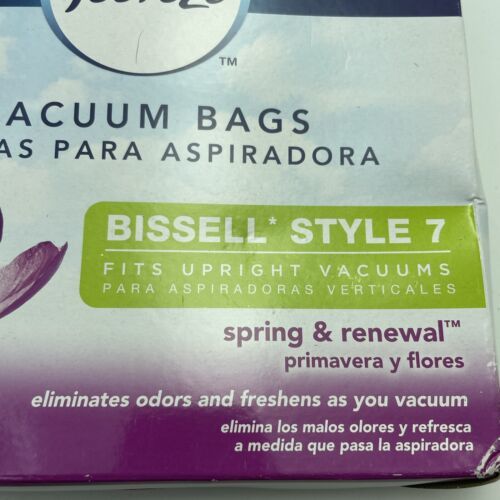 febreze
™
ACUUM BAGS
AS PARA ASPIRADORA
BISSELL* STYLE 7
FITS UPRIGHT VACUUMS
PARA ASPIRADORAS VERTICALES
spring & renewal™
primavera y flores
eliminates odors and freshens as you vacuum
elimina los malos olores y refresca
a medida que pasa la aspiradora